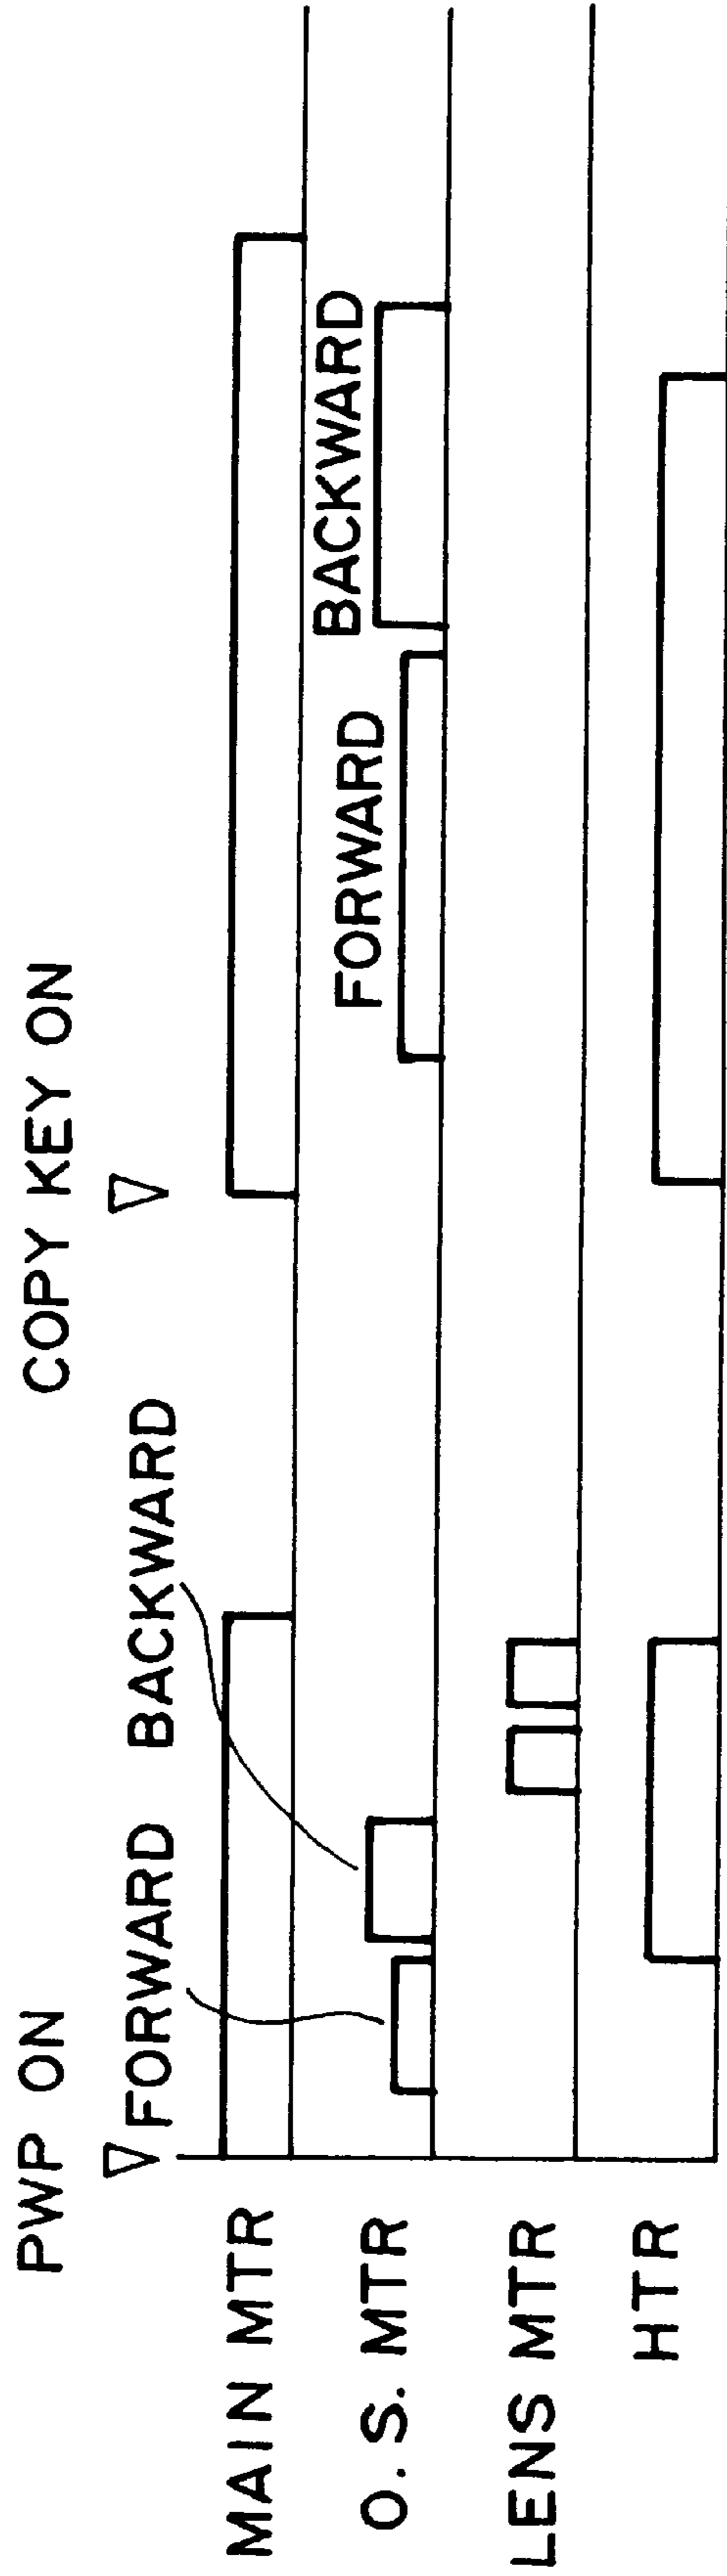 PWP ON
COPY KEY ON
FORWARD
BACKWARD
MAIN MTR
O. S. MTR
FORWARD
BACKWARD
LENS MTR
HTR